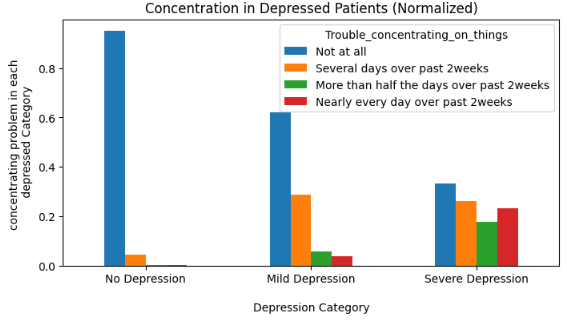 Concentration in Depressed Patients (Normalized)
Trouble_concentrating_on_things
Not at all
Several days over past 2weeks
More than half the days over past 2weeks
Nearly every day over past 2weeks
concentrating problem in each
depressed Category
0.8
0.6
0.4
0.2
0.0
No Depression
Mild Depression
Severe Depression
Depression Category